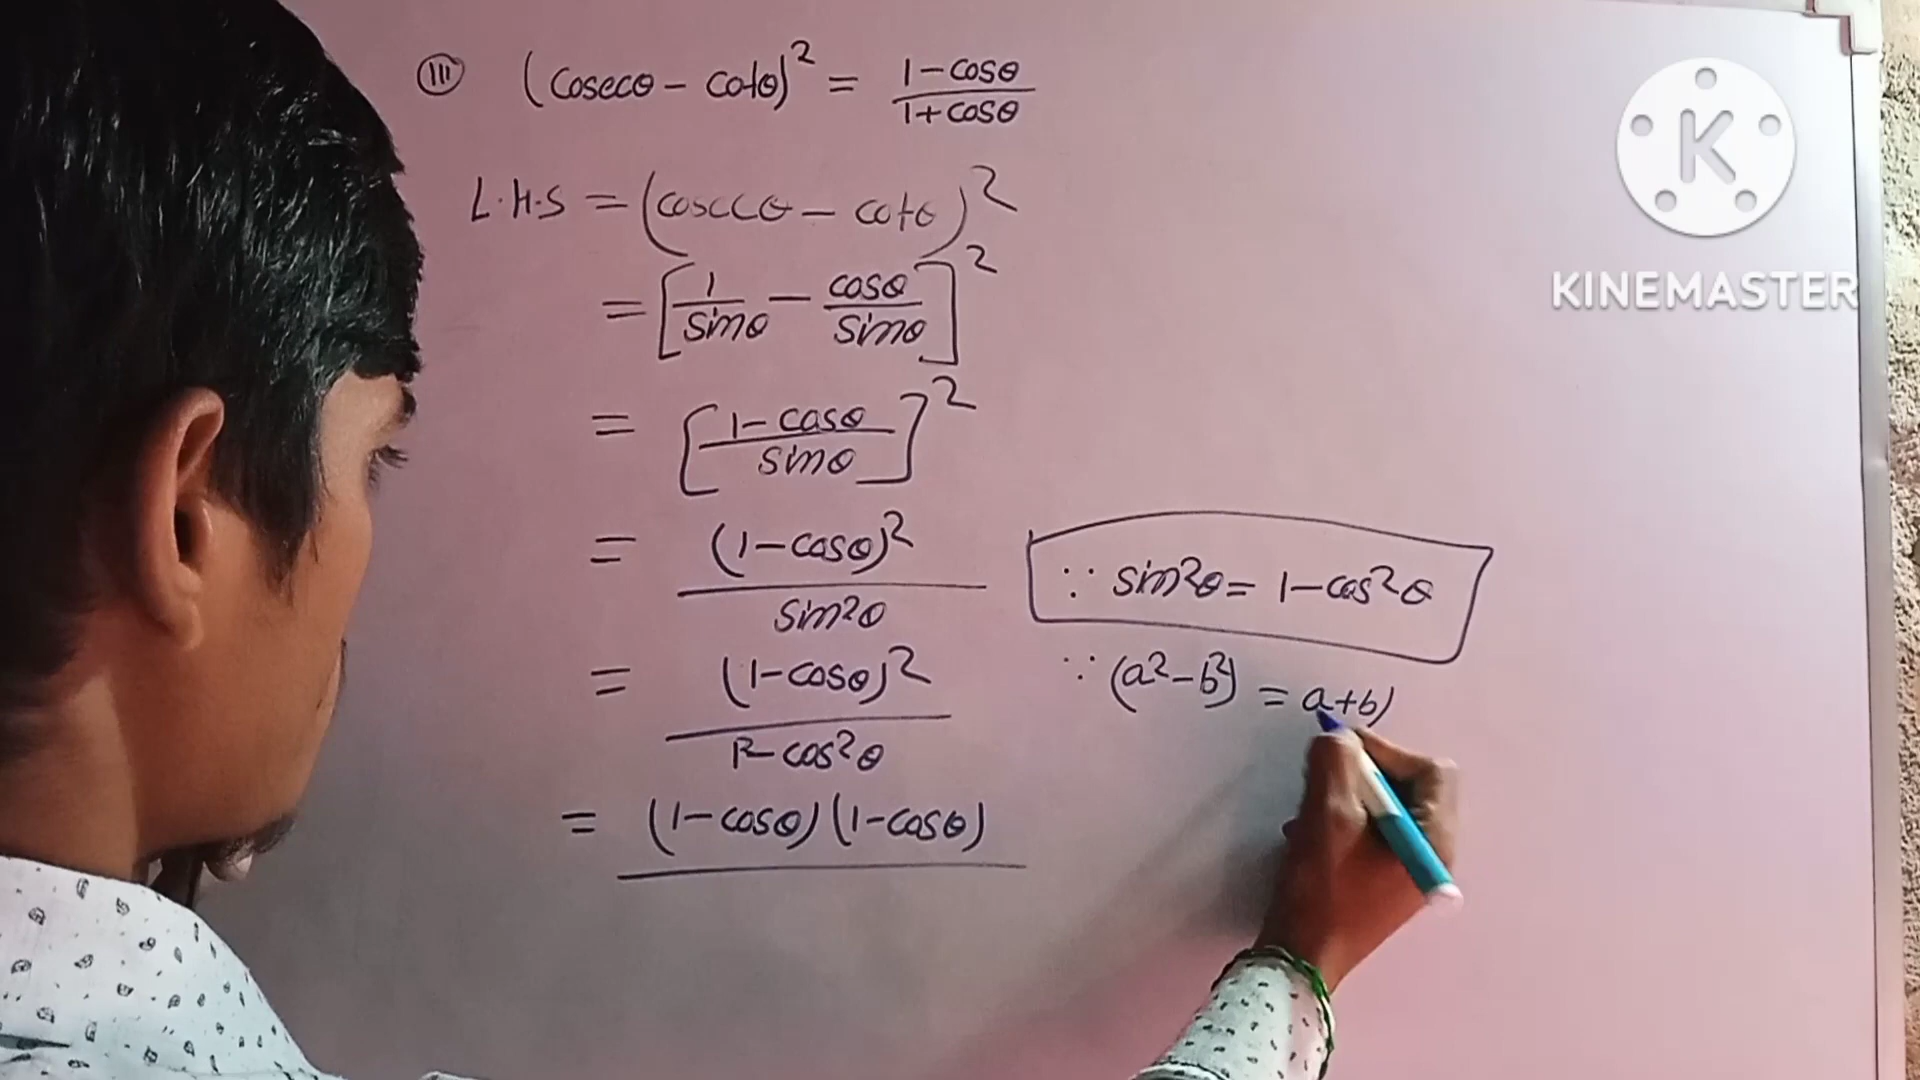 (III) (cosecθ - cotθ)² = (1-cosθ)/(1+cosθ)
L.H.S = (cosecθ - cotθ)²
= [1/sinθ - cosθ/sinθ]²
= [(1-cosθ)/sinθ]²
= (1-cosθ)²/sin²θ
∵ sin²θ = 1-cos²θ
= (1-cosθ)²/1²-cos²θ
∵ (a²-b²) = a+b)
= (1-cosθ)(1-cosθ)
K
KINEMASTER